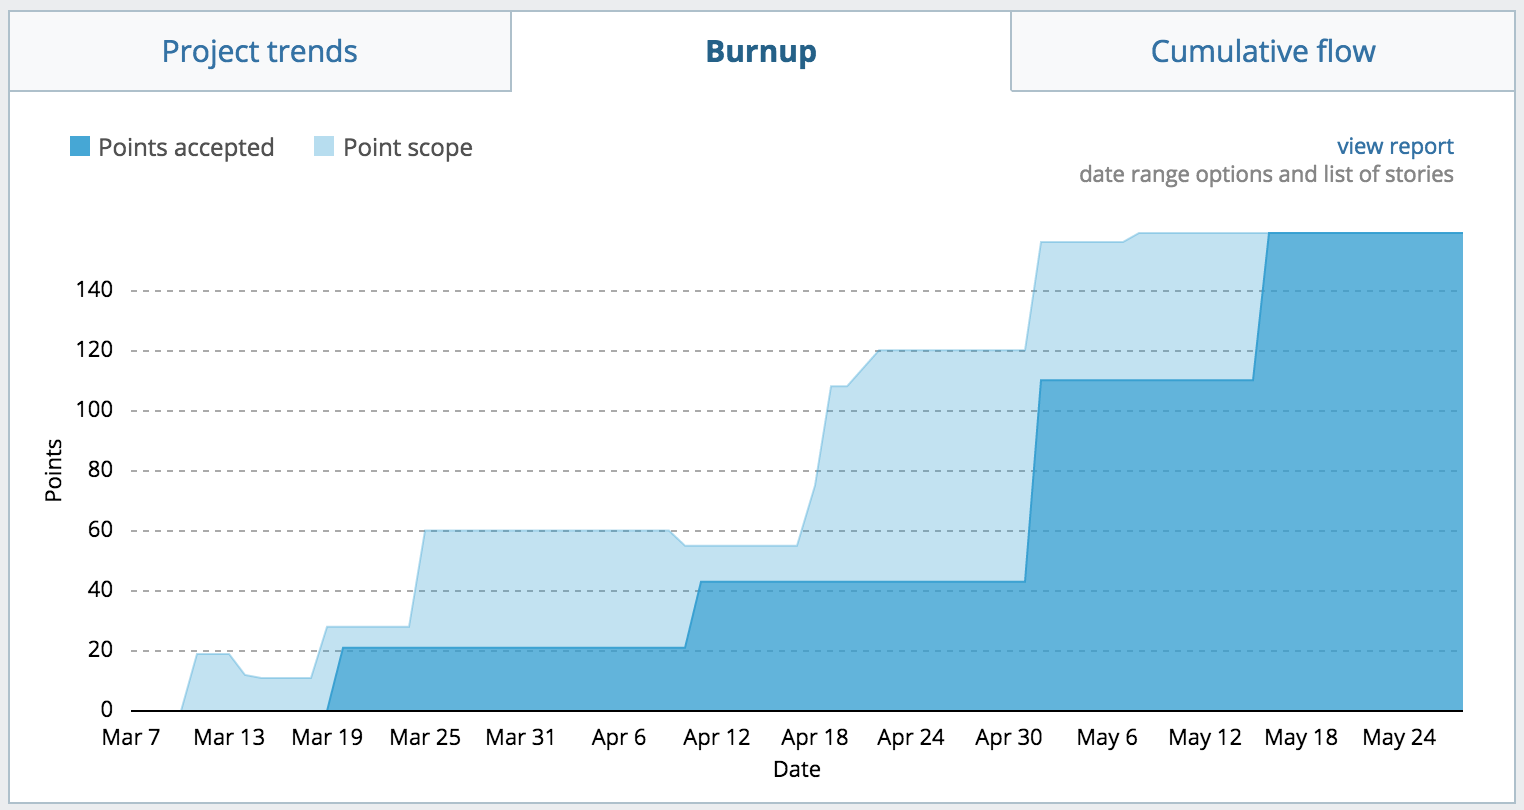 Project trends
Burnup
Cumulative flow
Points accepted
Point scope
view report
date range options and list of stories
140
120
100
80
60
40
20
0
Points
Mar 7 Mar 13 Mar 19 Mar 25 Mar 31 Apr 6 Apr 12 Apr 18 Apr 24 Apr 30 May 6 May 12 May 18 May 24
Date